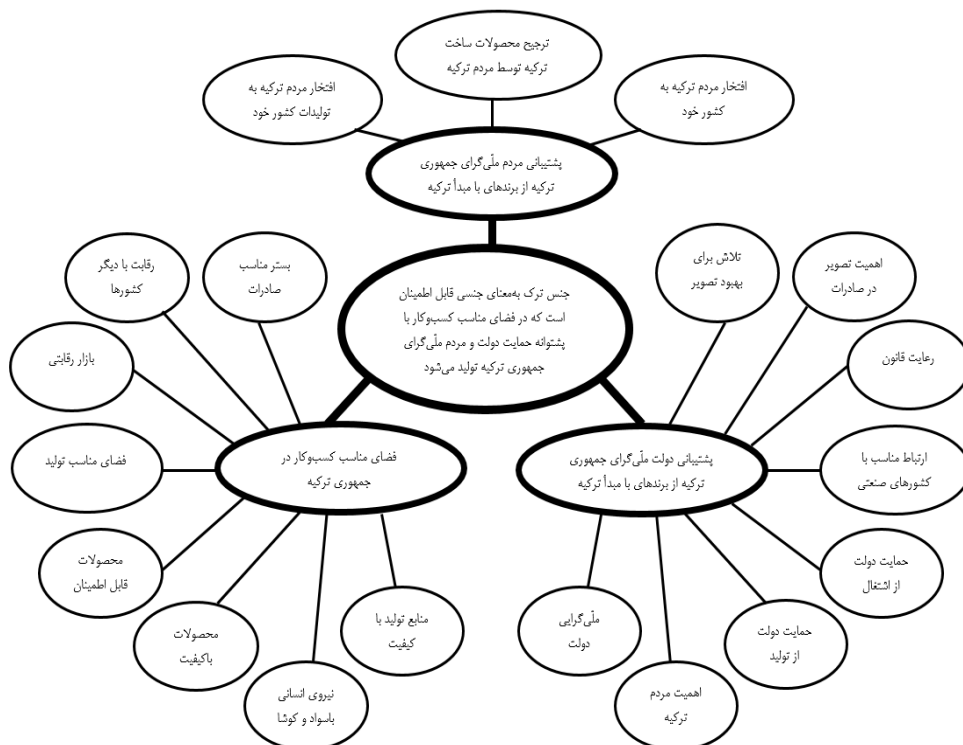 ترجیح محصولات ساخت
ترکیه توسط مردم ترکیه
افتخار مردم ترکیه به
کشور خود
افتخار مردم ترکیه به
تولیدات کشور خود
پشتیبانی مردم ملّی‌گرای جمهوری
ترکیه از برندهای با مبدأ ترکیه
جنس ترک به‌معنای جنسی قابل اطمینان
است که در فضای مناسب کسب‌وکار با
پشتوانه حمایت دولت و مردم ملّی‌گرای
جمهوری ترکیه تولید می‌شود
اهمیت تصویر
در صادرات
تلاش برای
بهبود تصویر
رعایت قانون
ارتباط مناسب با
کشورهای صنعتی
حمایت دولت
از اشتغال
حمایت دولت
از تولید
اهمیت مردم
ترکیه
ملّی‌گرایی
دولت
پشتیبانی دولت ملّی‌گرای جمهوری
ترکیه از برندهای با مبدأ ترکیه
بستر مناسب
صادرات
رقابت با دیگر
کشورها
بازار رقابتی
فضای مناسب تولید
محصولات
قابل اطمینان
محصولات
باکیفیت
نیروی انسانی
باسواد و کوشا
منابع تولید با
کیفیت
فضای مناسب کسب‌وکار در
جمهوری ترکیه